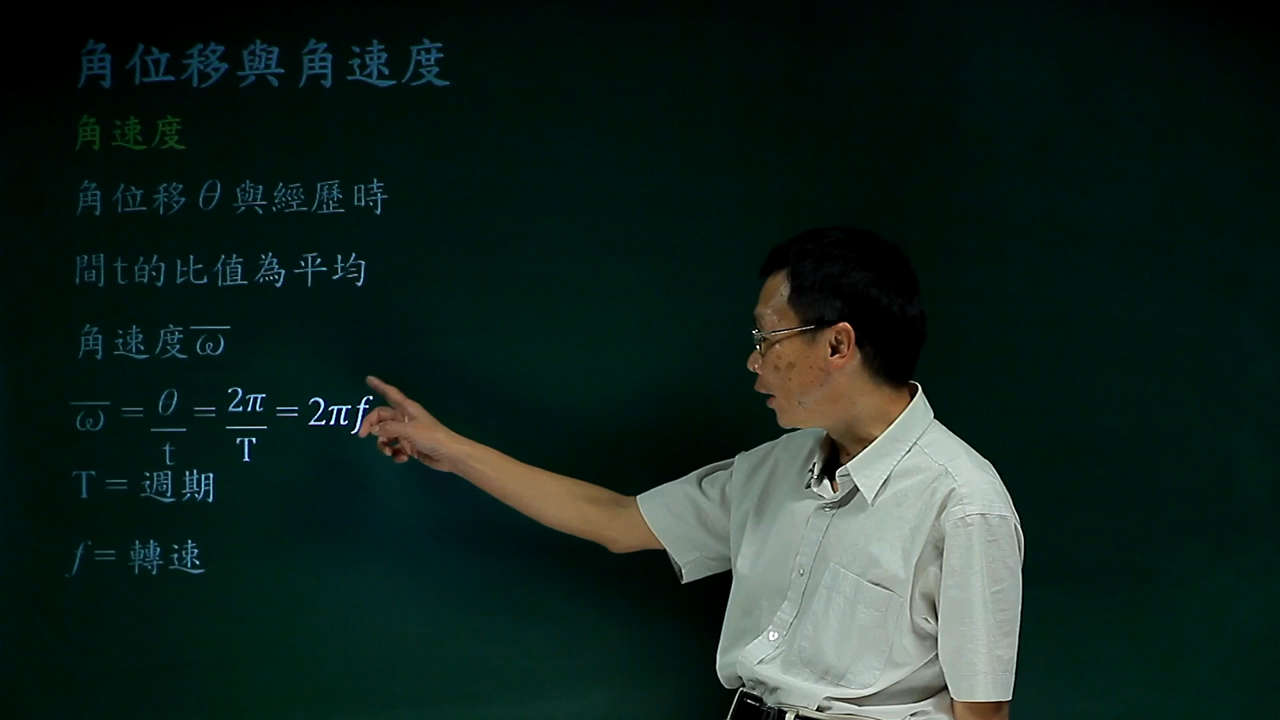 角位移與角速度
角速度
角位移θ與經歷時
間t的比值為平均
角速度ω̅
ω̅ = θ/t = 2π/T = 2πf
T = 週期
f = 轉速